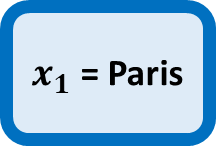 x₁ = Paris